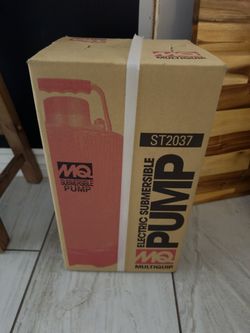 MQ
SUBMERSIBLE
PUMP
ST2037
ELECTRIC SUBMERSIBLE
PUMP
MQ
MULTIQUIP